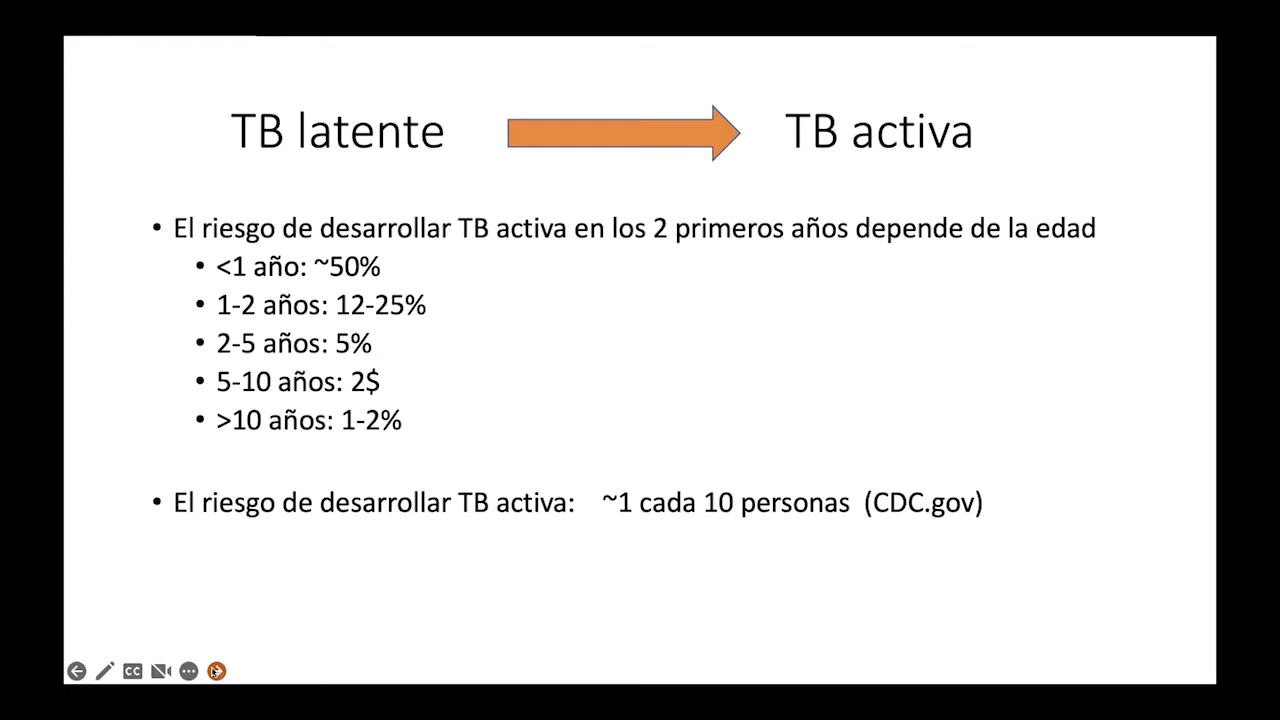 TB latente TB activa
• El riesgo de desarrollar TB activa en los 2 primeros años depende de la edad
• <1 año: ~50%
• 1-2 años: 12-25%
• 2-5 años: 5%
• 5-10 años: 2$
• >10 años: 1-2%
• El riesgo de desarrollar TB activa: ~1 cada 10 personas (CDC.gov)
CC